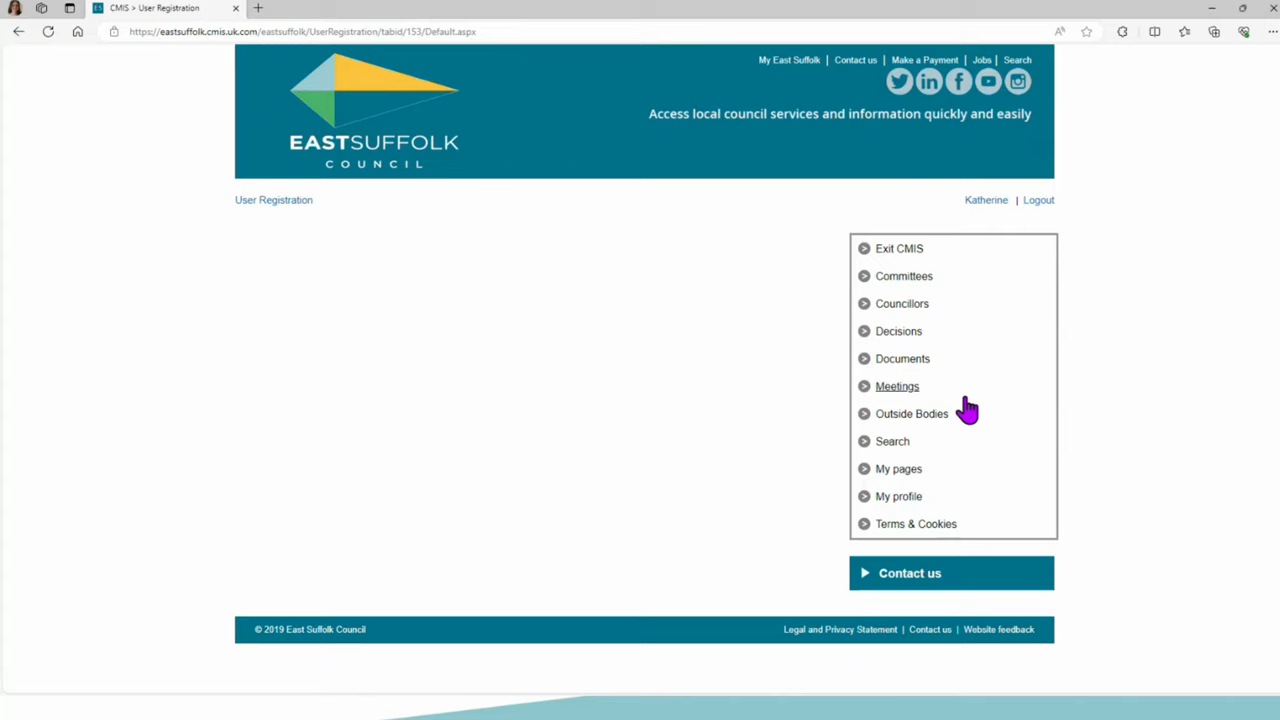 CMIS > User Registration
https://eastsuffolk.cmis.uk.com/eastsuffolk/UserRegistration/tabid/153/Default.aspx
My East Suffolk | Contact us | Make a Payment | Jobs | Search
Access local council services and information quickly and easily
EASTSUFFOLK
COUNCIL
User Registration
Katherine | Logout
Exit CMIS
Committees
Councillors
Decisions
Documents
Meetings
Outside Bodies
Search
My pages
My profile
Terms & Cookies
Contact us
© 2019 East Suffolk Council
Legal and Privacy Statement | Contact us | Website feedback